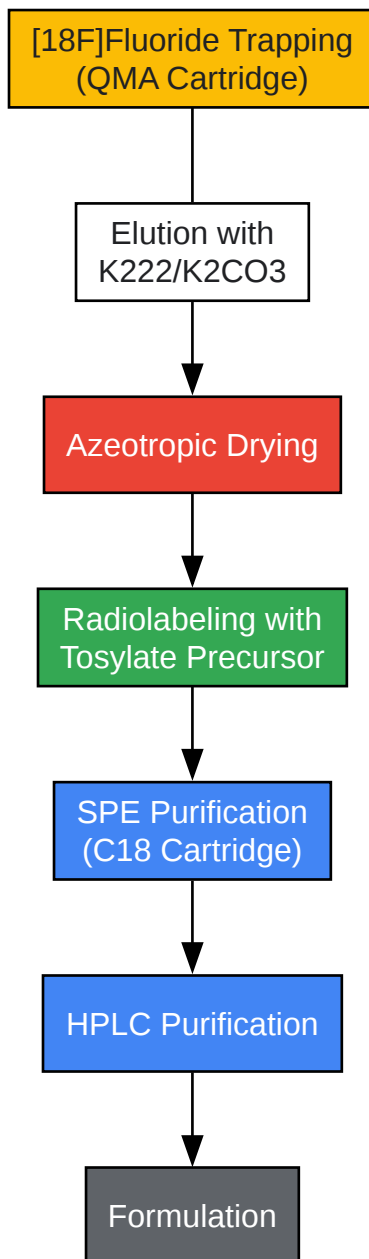 [18F]Fluoride Trapping
(QMA Cartridge)
Elution with
K222/K2CO3
Azeotropic Drying
Radiolabeling with
Tosylate Precursor
SPE Purification
(C18 Cartridge)
HPLC Purification
Formulation